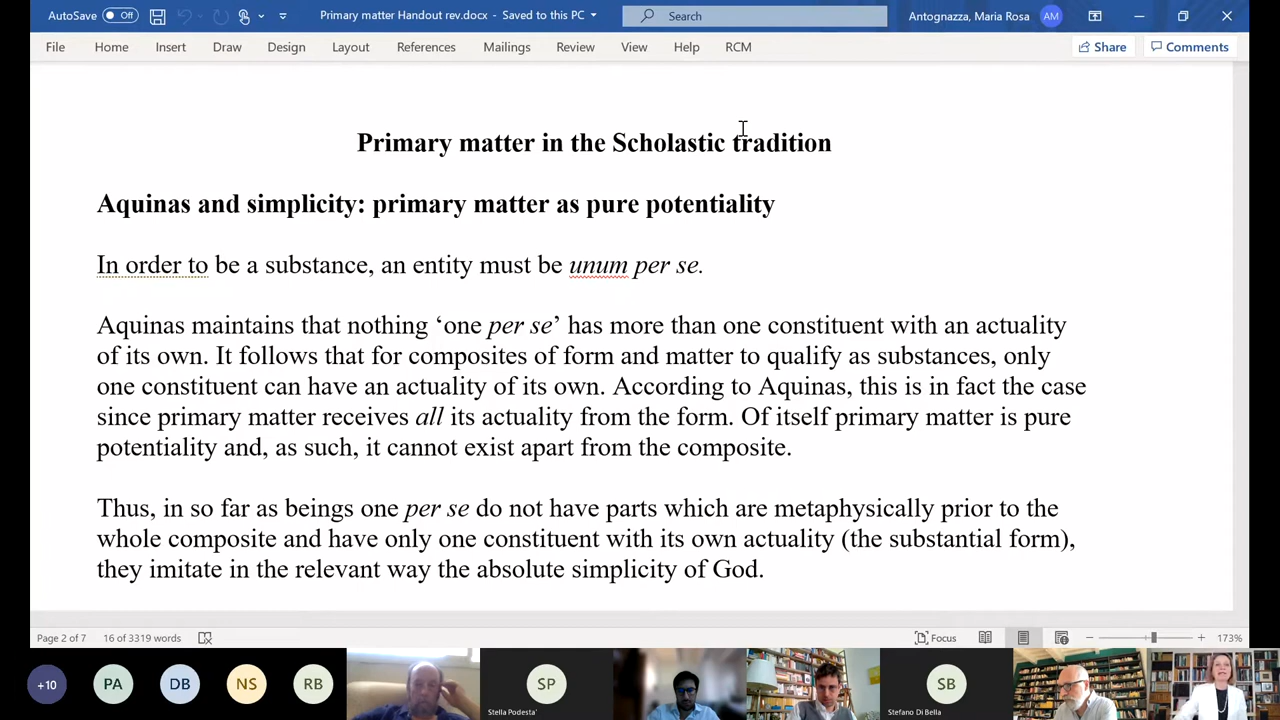 AutoSave Off Primary matter Handout rev.docx - Saved to this PC Search Antognazza, Maria Rosa AM
File Home Insert Draw Design Layout References Mailings Review View Help RCM Share Comments
Primary matter in the Scholastic tradition
Aquinas and simplicity: primary matter as pure potentiality
In order to be a substance, an entity must be unum per se.
Aquinas maintains that nothing ‘one per se’ has more than one constituent with an actuality
of its own. It follows that for composites of form and matter to qualify as substances, only
one constituent can have an actuality of its own. According to Aquinas, this is in fact the case
since primary matter receives all its actuality from the form. Of itself primary matter is pure
potentiality and, as such, it cannot exist apart from the composite.
Thus, in so far as beings one per se do not have parts which are metaphysically prior to the
whole composite and have only one constituent with its own actuality (the substantial form),
they imitate in the relevant way the absolute simplicity of God.
Page 2 of 7 16 of 3319 words Focus 173%
+10 PA DB NS RB SP SB
Stella Podesta' Stefano Di Bella